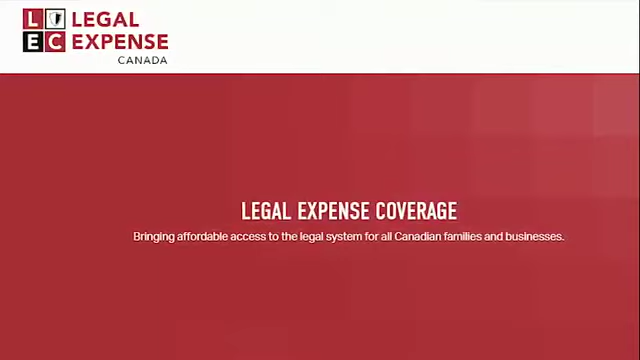 LEGAL
EXPENSE
LEC
CANADA
LEGAL EXPENSE COVERAGE
Bringing affordable access to the legal system for all Canadian families and businesses.